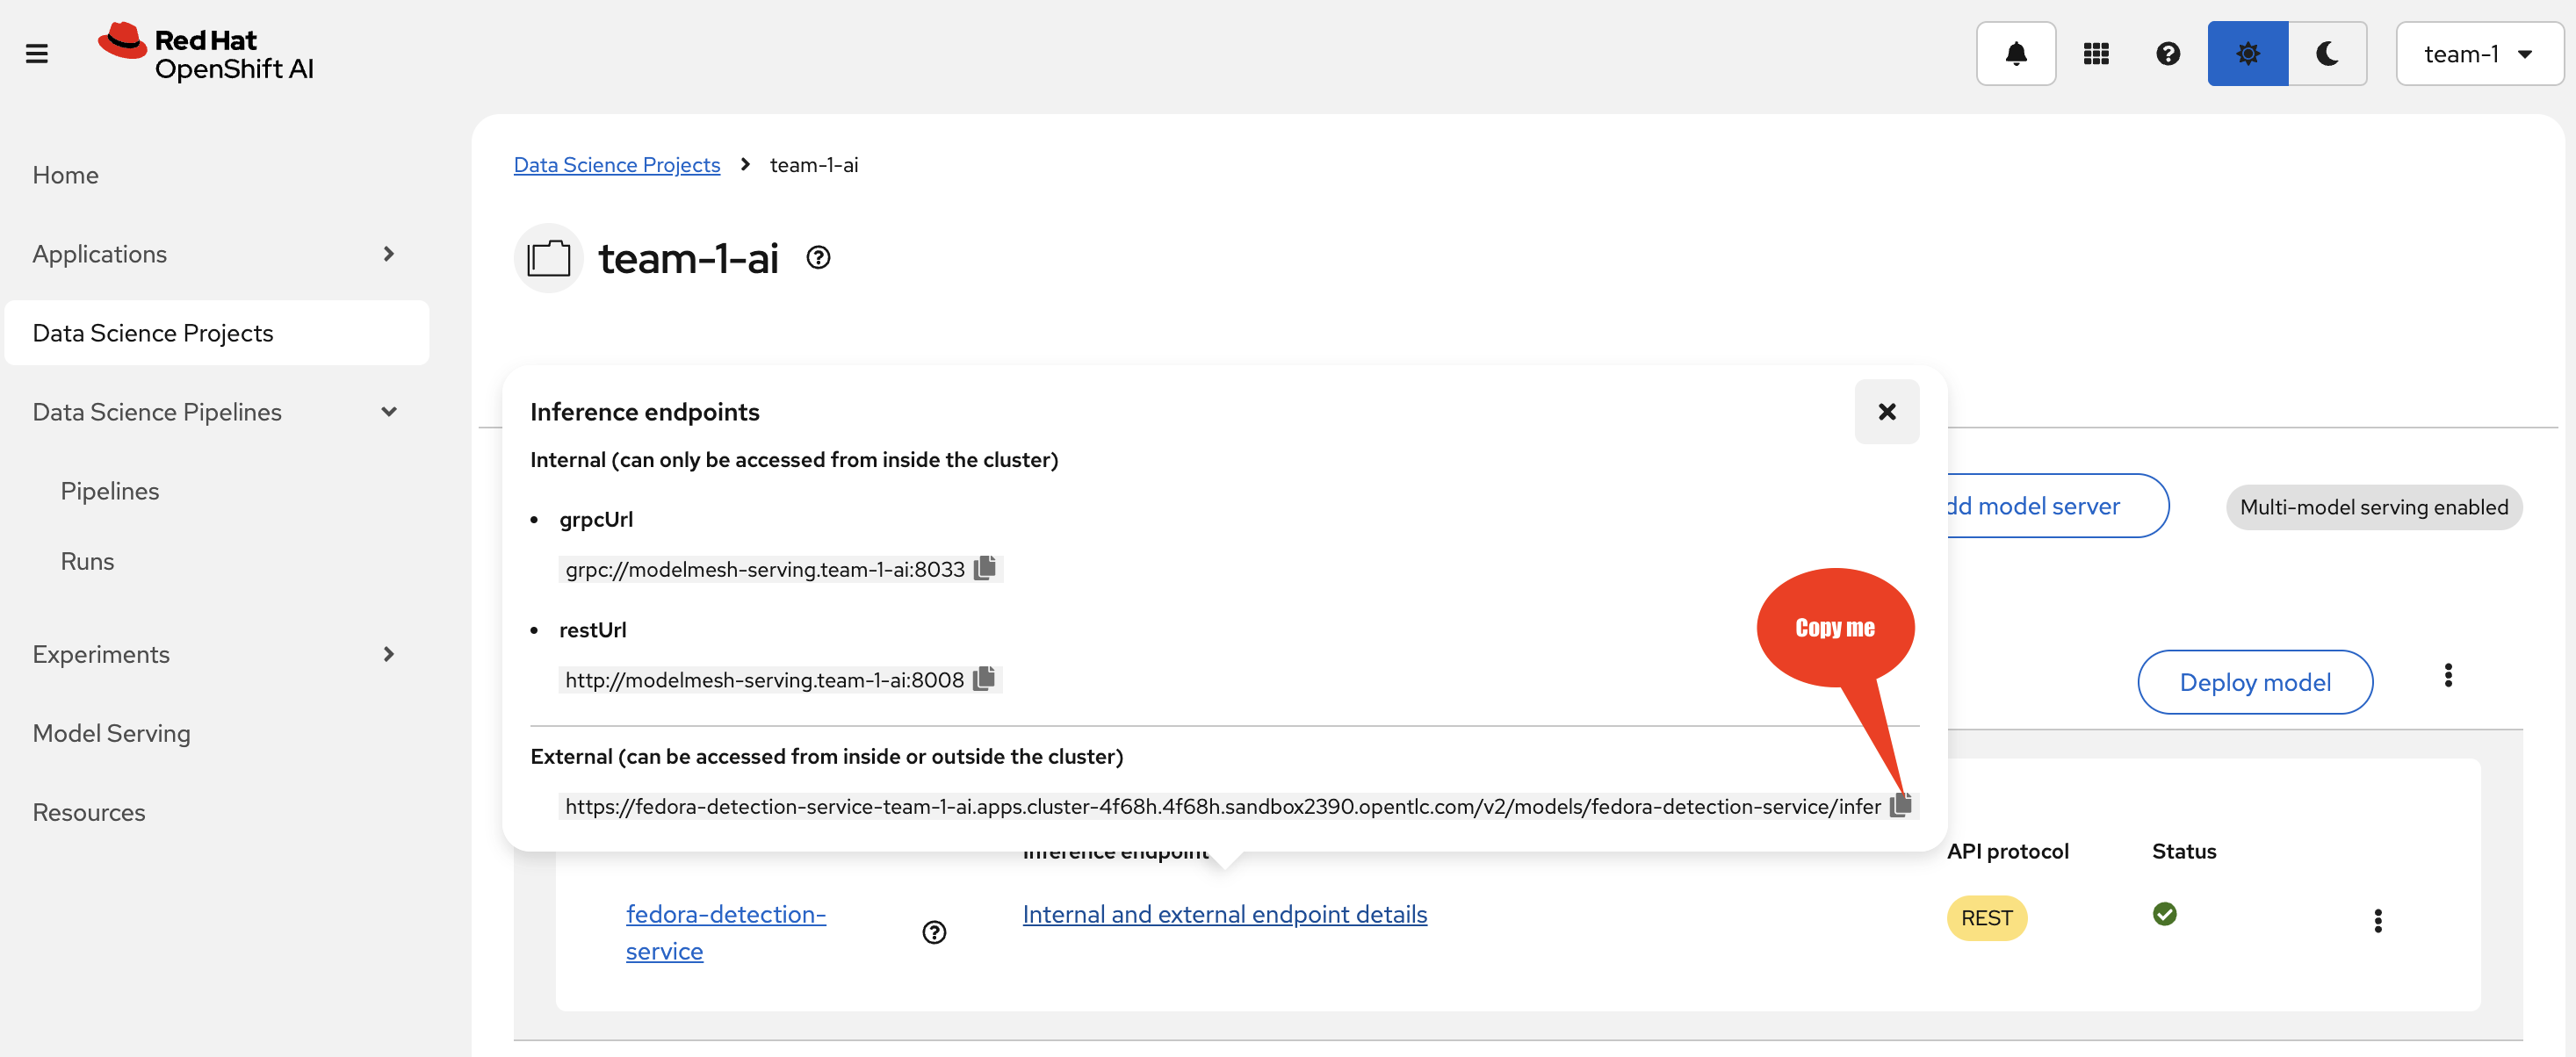 Red Hat
OpenShift AI
team-1
Home
Applications
Data Science Projects
Data Science Pipelines
Pipelines
Runs
Experiments
Model Serving
Resources
Data Science Projects > team-1-ai
team-1-ai
Inference endpoints
Internal (can only be accessed from inside the cluster)
• grpcUrl
grpc://modelmesh-serving.team-1-ai:8033
• restUrl
http://modelmesh-serving.team-1-ai:8008
External (can be accessed from inside or outside the cluster)
https://fedora-detection-service-team-1-ai.apps.cluster-4f68h.4f68h.sandbox2390.opentlc.com/v2/models/fedora-detection-service/infer
Copy me
dd model server
Multi-model serving enabled
Deploy model
Inference endpoint
API protocol
Status
fedora-detection-
service
Internal and external endpoint details
REST